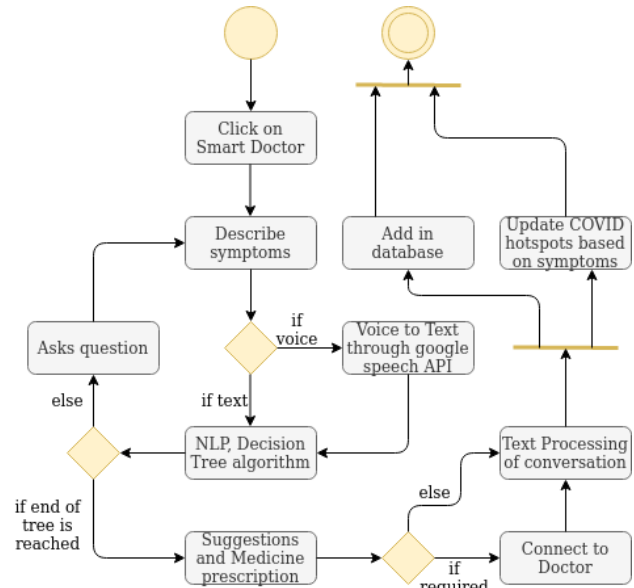 Click on
Smart Doctor
Describe
symptoms
Add in
database
Update COVID
hotspots based
on symptoms
if
voice
Asks question
Voice to Text
through google
speech API
else
if text
NLP, Decision
Tree algorithm
Text Processing
of conversation
else
if end of
tree is
reached
Suggestions
and Medicine
prescription
if
required
Connect to
Doctor